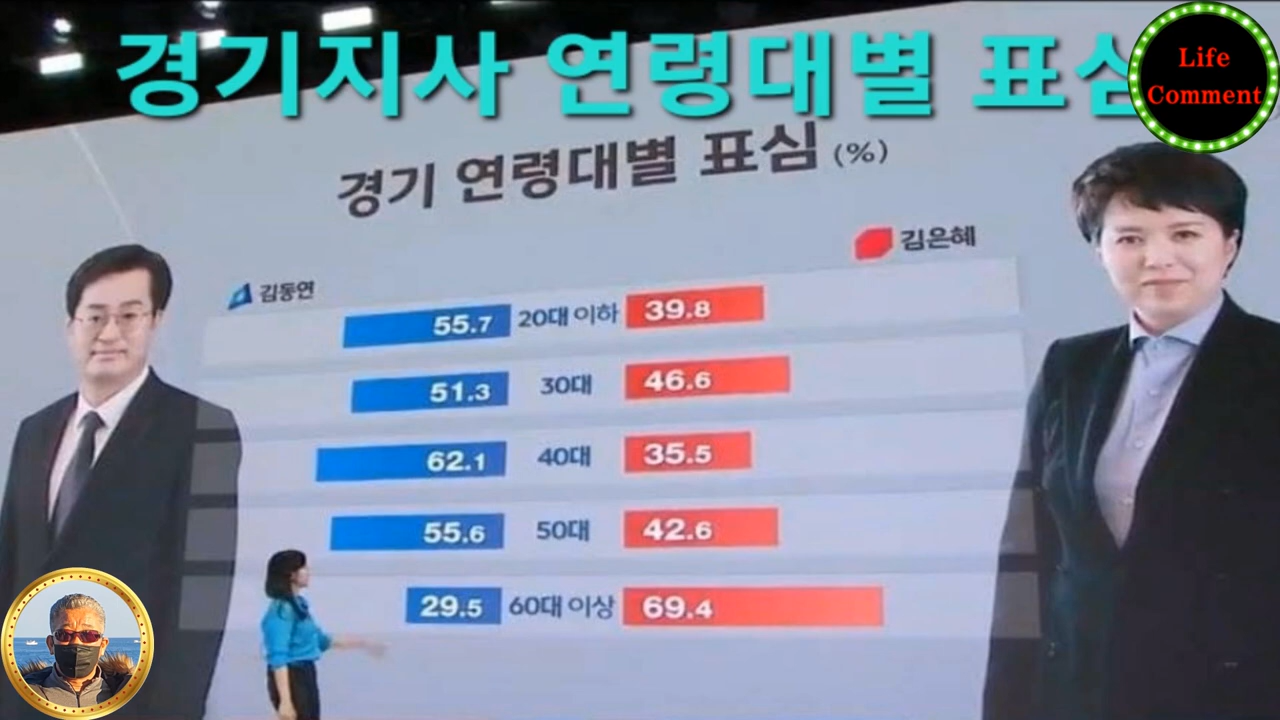 경기지사 연령대별 표심
Life
Comment
경기 연령대별 표심 (%)
김동연
김은혜
55.7 20대 이하 39.8
51.3 30대 46.6
62.1 40대 35.5
55.6 50대 42.6
29.5 60대 이상 69.4